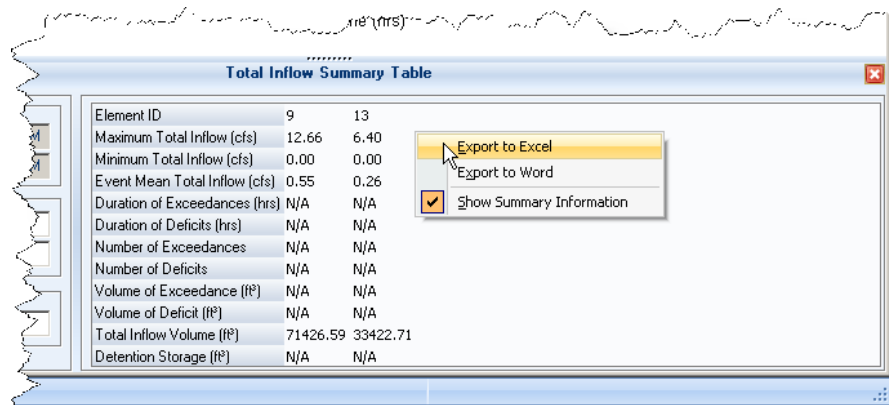 me (hrs)
Total Inflow Summary Table
Element ID 9 13
Maximum Total Inflow (cfs) 12.66 6.40
Minimum Total Inflow (cfs) 0.00 0.00
Event Mean Total Inflow (cfs) 0.55 0.26
Duration of Exceedances (hrs) N/A N/A
Duration of Deficits (hrs) N/A N/A
Number of Exceedances N/A N/A
Number of Deficits N/A N/A
Volume of Exceedance (ft³) N/A N/A
Volume of Deficit (ft³) N/A N/A
Total Inflow Volume (ft³) 71426.59 33422.71
Detention Storage (ft³) N/A N/A
Export to Excel
Export to Word
Show Summary Information